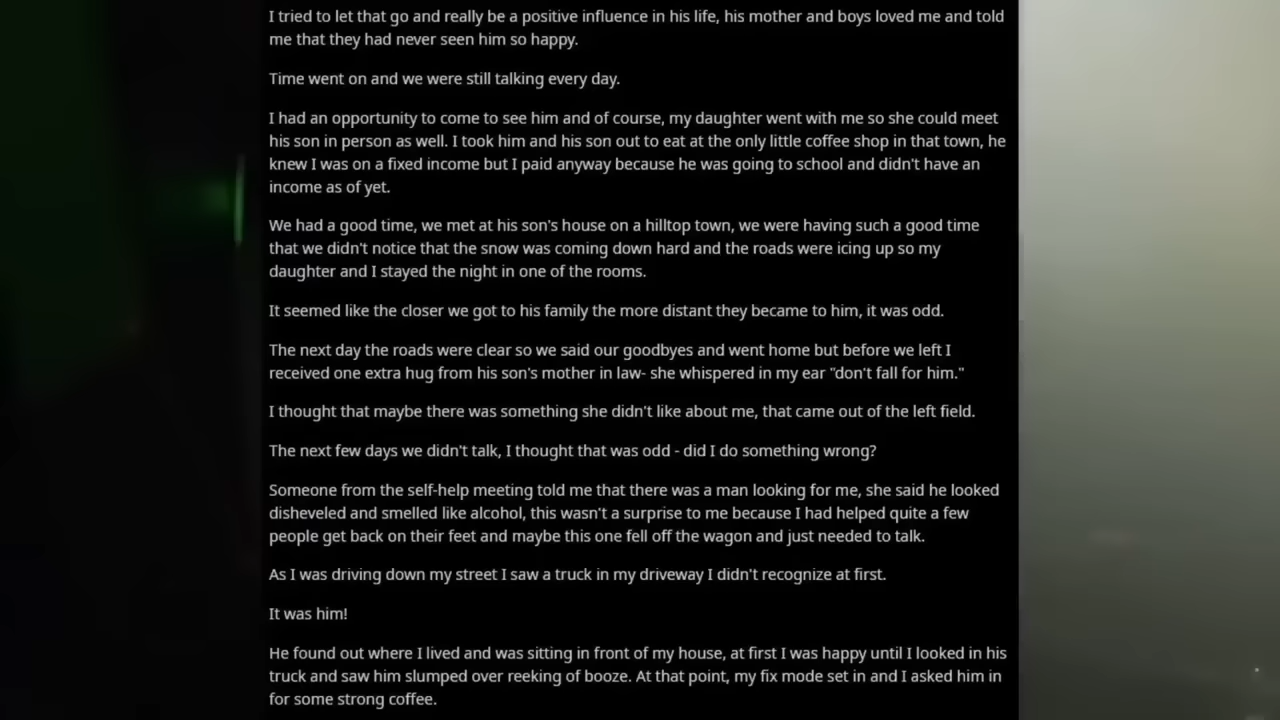 I tried to let that go and really be a positive influence in his life, his mother and boys loved me and told
me that they had never seen him so happy.
Time went on and we were still talking every day.
I had an opportunity to come to see him and of course, my daughter went with me so she could meet
his son in person as well. I took him and his son out to eat at the only little coffee shop in that town, he
knew I was on a fixed income but I paid anyway because he was going to school and didn't have an
income as of yet.
We had a good time, we met at his son's house on a hilltop town, we were having such a good time
that we didn't notice that the snow was coming down hard and the roads were icing up so my
daughter and I stayed the night in one of the rooms.
It seemed like the closer we got to his family the more distant they became to him, it was odd.
The next day the roads were clear so we said our goodbyes and went home but before we left I
received one extra hug from his son's mother in law- she whispered in my ear "don't fall for him."
I thought that maybe there was something she didn't like about me, that came out of the left field.
The next few days we didn't talk, I thought that was odd - did I do something wrong?
Someone from the self-help meeting told me that there was a man looking for me, she said he looked
disheveled and smelled like alcohol, this wasn't a surprise to me because I had helped quite a few
people get back on their feet and maybe this one fell off the wagon and just needed to talk.
As I was driving down my street I saw a truck in my driveway I didn't recognize at first.
It was him!
He found out where I lived and was sitting in front of my house, at first I was happy until I looked in his
truck and saw him slumped over reeking of booze. At that point, my fix mode set in and I asked him in
for some strong coffee.